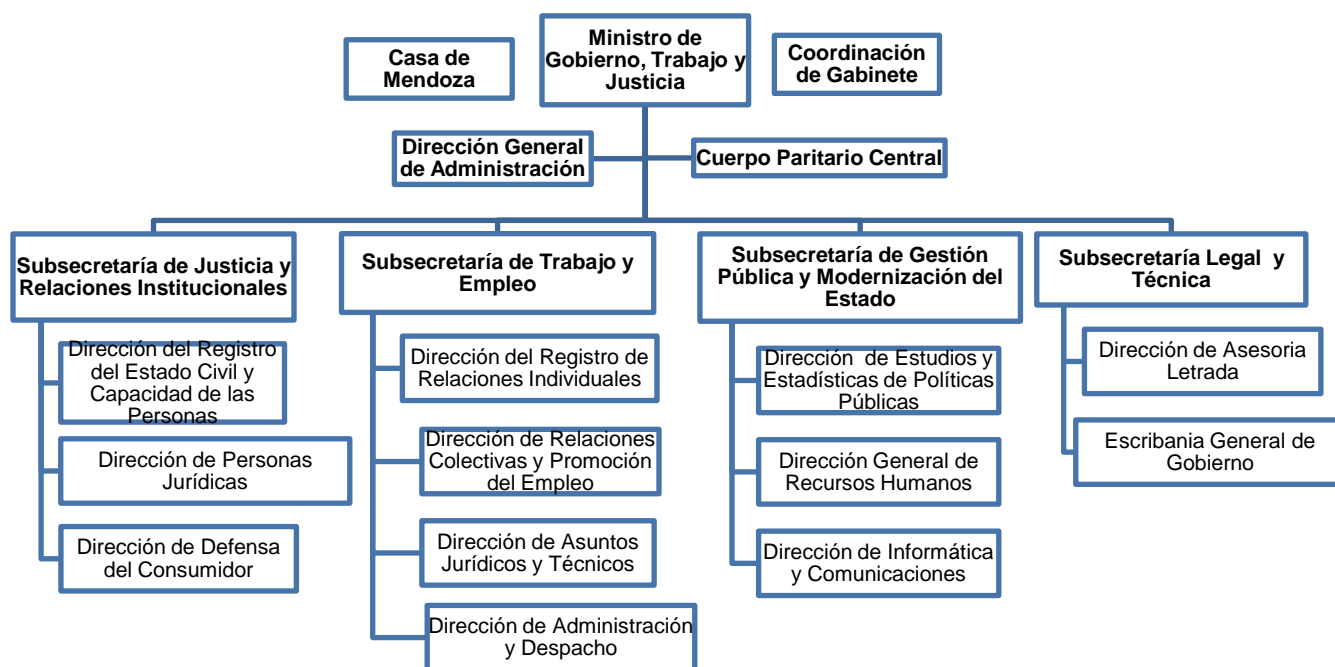 Casa de
Mendoza
Ministro de
Gobierno, Trabajo y
Justicia
Coordinación
de Gabinete
Dirección General
de Administración
Cuerpo Paritario Central
Subsecretaría de Justicia y
Relaciones Institucionales
Subsecretaría de Trabajo y
Empleo
Subsecretaría de Gestión
Pública y Modernización del
Estado
Subsecretaría Legal y
Técnica
Dirección del Registro
del Estado Civil y
Capacidad de las
Personas
Dirección de Personas
Jurídicas
Dirección de Defensa
del Consumidor
Dirección del Registro de
Relaciones Individuales
Dirección de Relaciones
Colectivas y Promoción
del Empleo
Dirección de Asuntos
Jurídicos y Técnicos
Dirección de Administración
y Despacho
Dirección de Estudios y
Estadísticas de Políticas
Públicas
Dirección General de
Recursos Humanos
Dirección de Informática
y Comunicaciones
Dirección de Asesoria
Letrada
Escribania General de
Gobierno